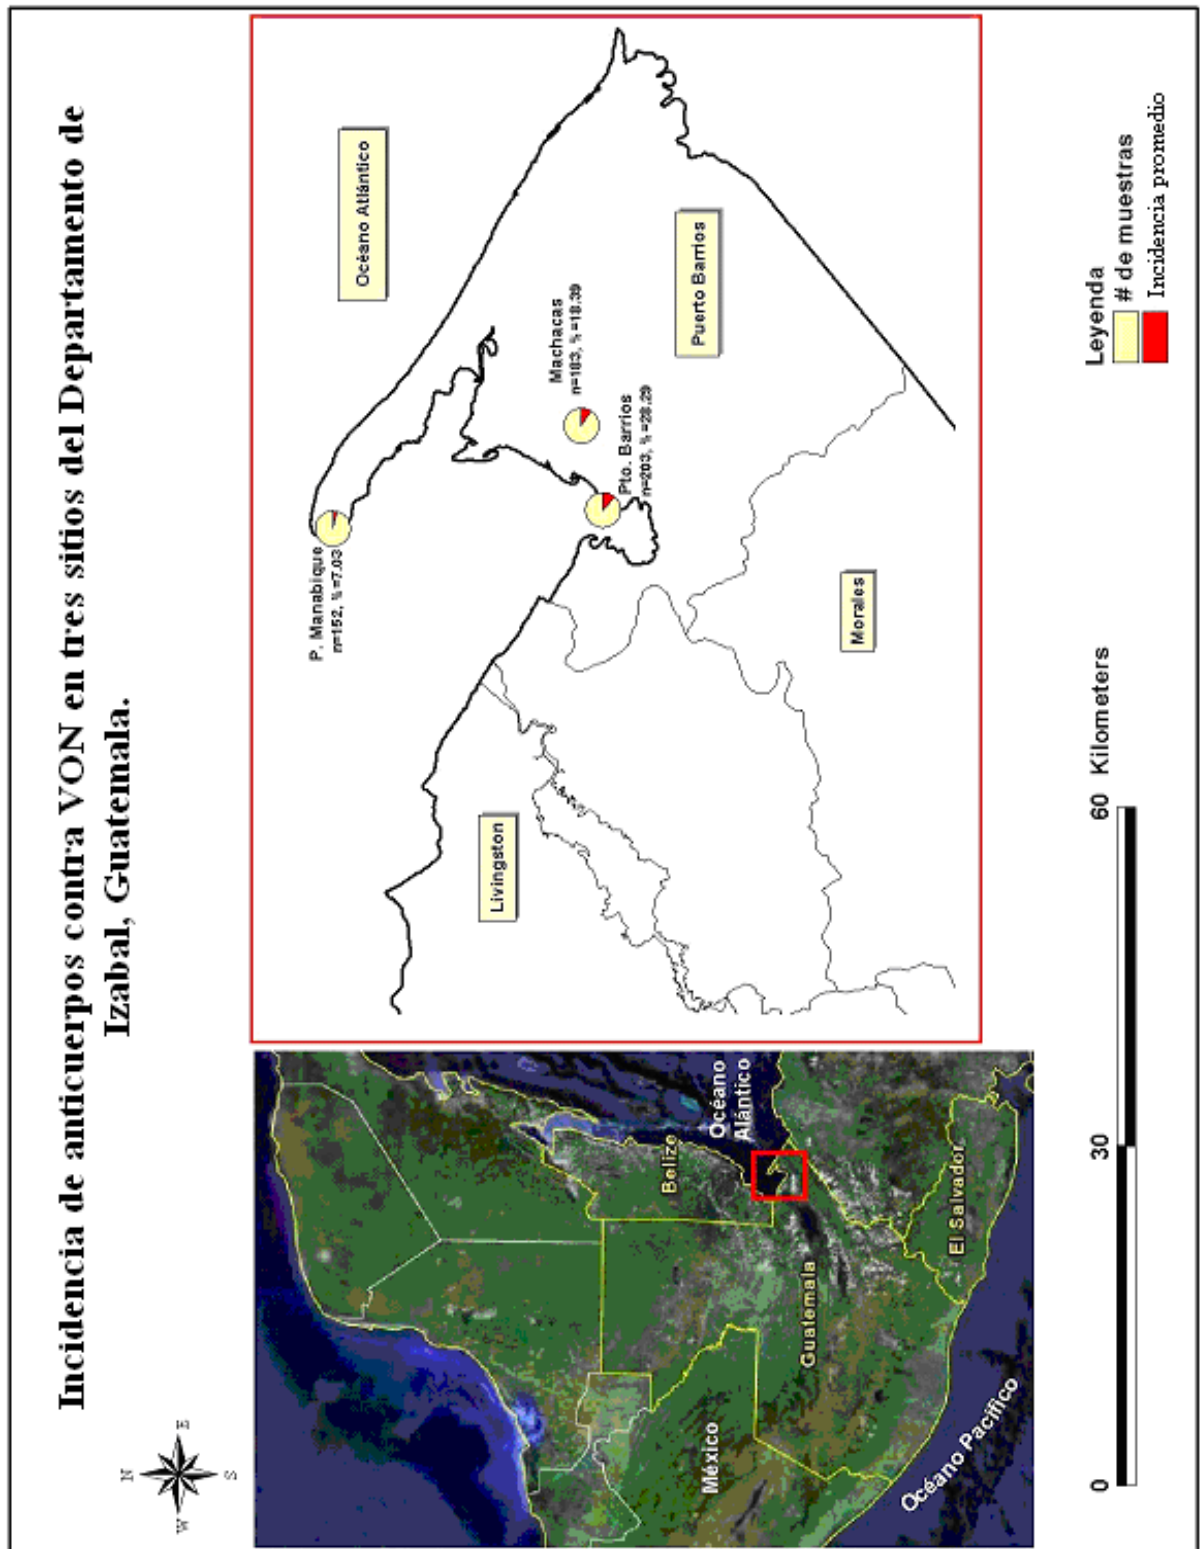 Incidencia de anticuerpos contra VON en tres sitios del Departamento de
Izabal, Guatemala.
N
W
E
S
México
Belize
Océano
Alántico
Guatemala
El Salvador
Océano Pacífico
Océano Atlántico
P. Manabique
n=152, %=7.03
Machacas
n=183, %=18.39
Pto. Barrios
n=203, %=28.29
Puerto Barrios
Livingston
Morales
0
30
60 Kilometers
Leyenda
# de muestras
Incidencia promedio